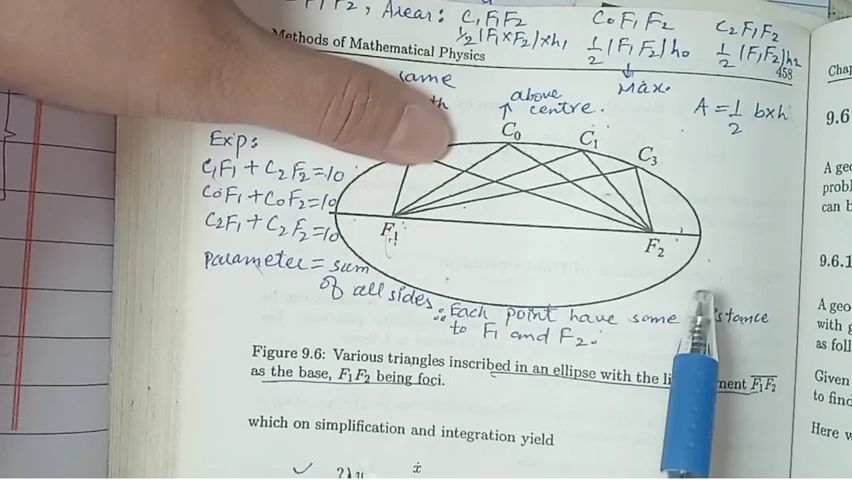 F1F2, Area: C1F1F2 C0F1F2 C2F1F2
1/2 |F1×F2|×h1 1/2 |F1F2|h0 1/2 |F1F2|h2
Methods of Mathematical Physics 458
Max.
same
above
centre.
A = 1/2 b×h
Exp:
C1F1 + C2F2 = 10
C0F1 + C0F2 = 10
C2F1 + C2F2 = 10
C0
C1
C3
F1
F2
parameter = sum
of all sides
∴ Each point have same distance
to F1 and F2.
Figure 9.6: Various triangles inscribed in an ellipse with the li ment F1F2
as the base, F1F2 being foci.
which on simplification and integration yield
ẋ
Cha
9.6
A geo
probl
can b
9.6.1
A geo
with g
as foll
Given
to find
Here w